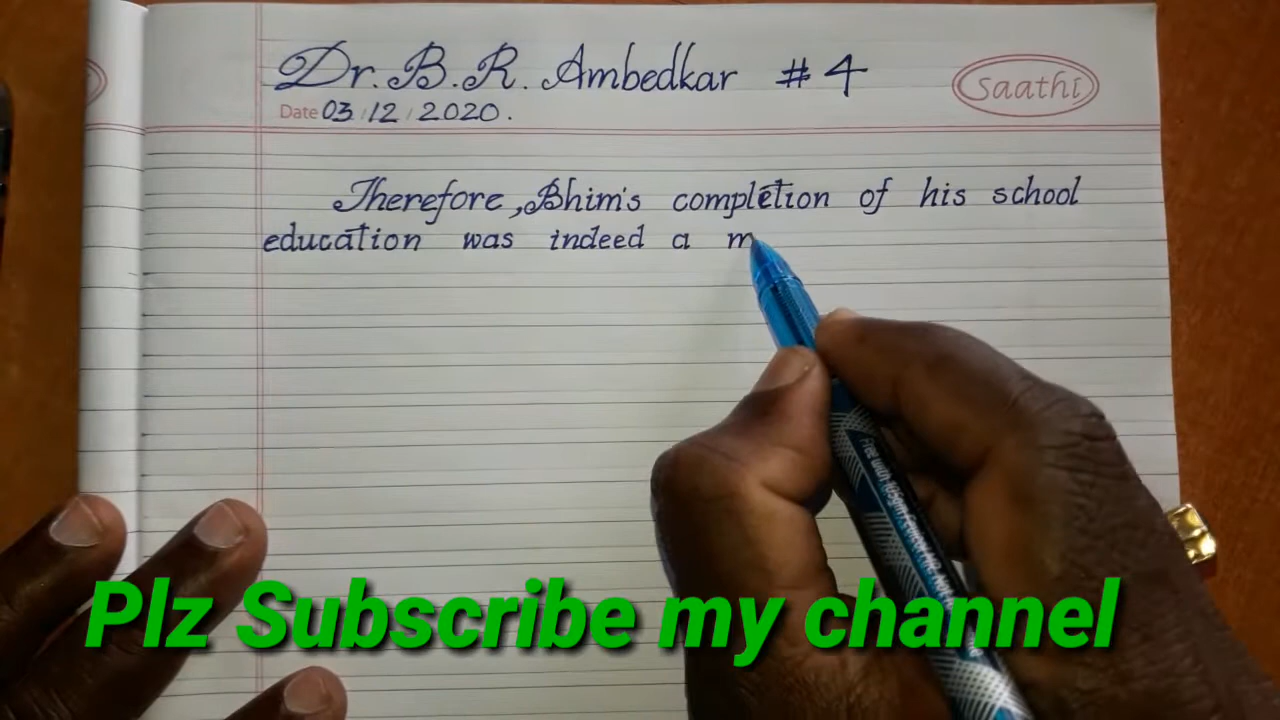 Dr. B. R. Ambedkar #4
saathi
Date 03/12/2020.
Therefore, Bhim's completion of his school
education was indeed a m
Plz Subscribe my channel